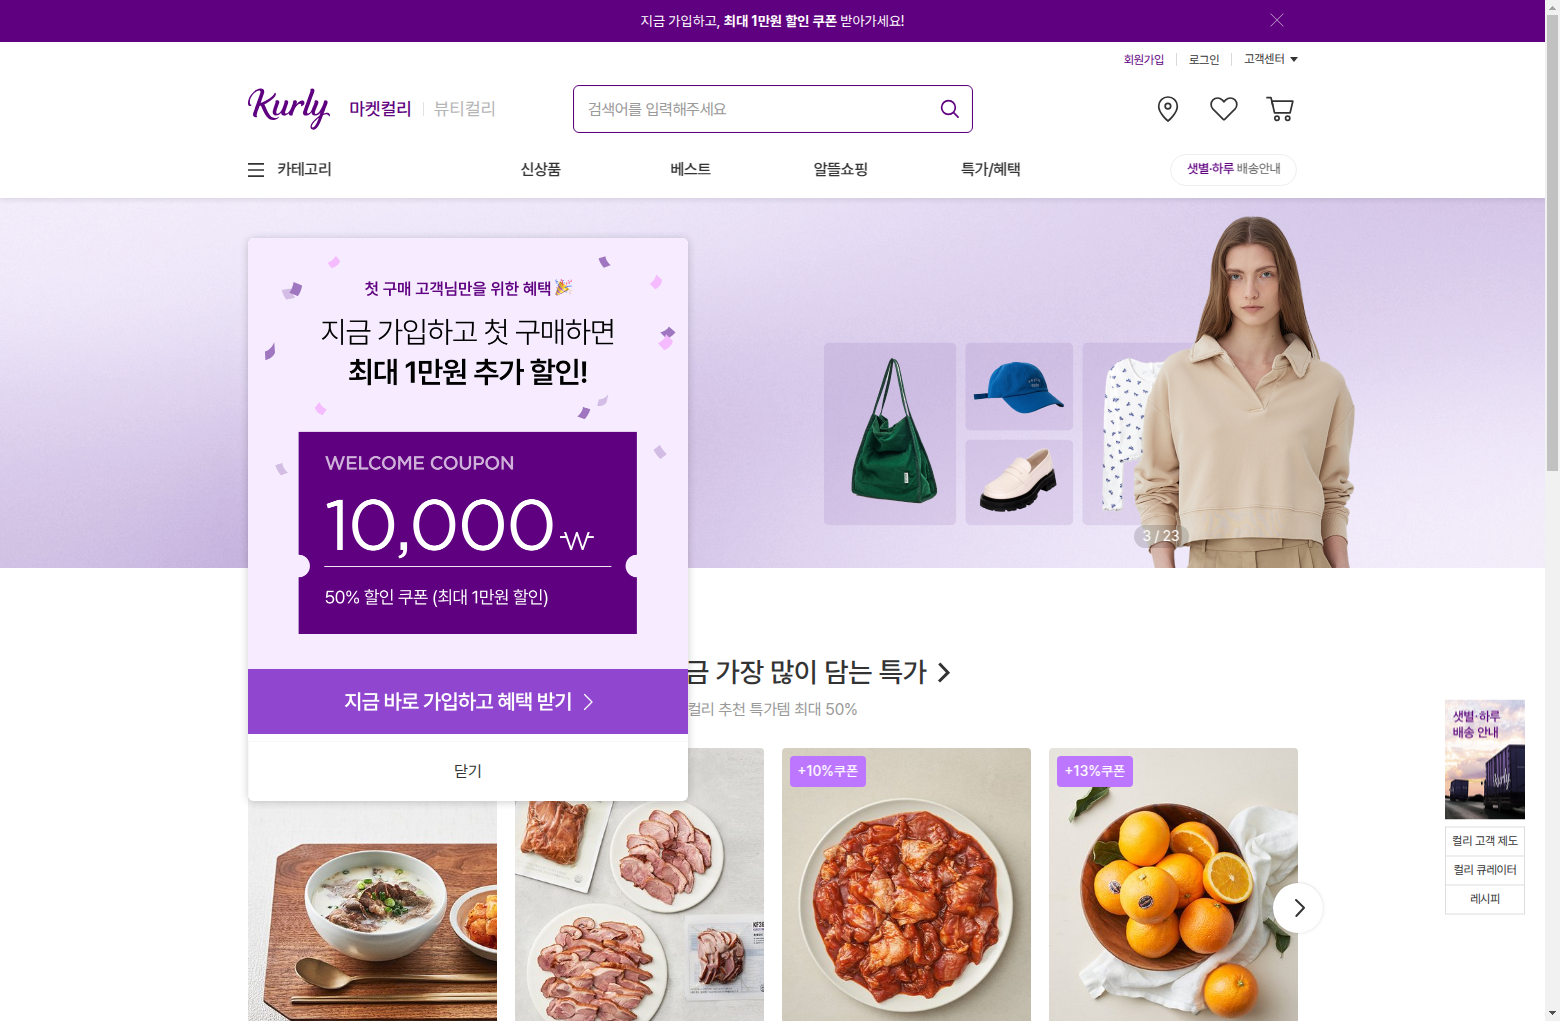 지금 가입하고, 최대 1만원 할인 쿠폰 받아가세요!
회원가입
로그인
고객센터
Kurly
마켓컬리
뷰티컬리
검색어를 입력해주세요
카테고리
신상품
베스트
알뜰쇼핑
특가/혜택
샛별·하루 배송안내
첫 구매 고객님만을 위한 혜택
지금 가입하고 첫 구매하면
최대 1만원 추가 할인!
WELCOME COUPON
10,000 ₩
50% 할인 쿠폰 (최대 1만원 할인)
지금 바로 가입하고 혜택 받기
닫기
3 / 23
금 가장 많이 담는 특가
컬리 추천 특가템 최대 50%
+10%쿠폰
+13%쿠폰
샛별·하루
배송 안내
Kurly
컬리 고객 제도
컬리 큐레이터
레시피